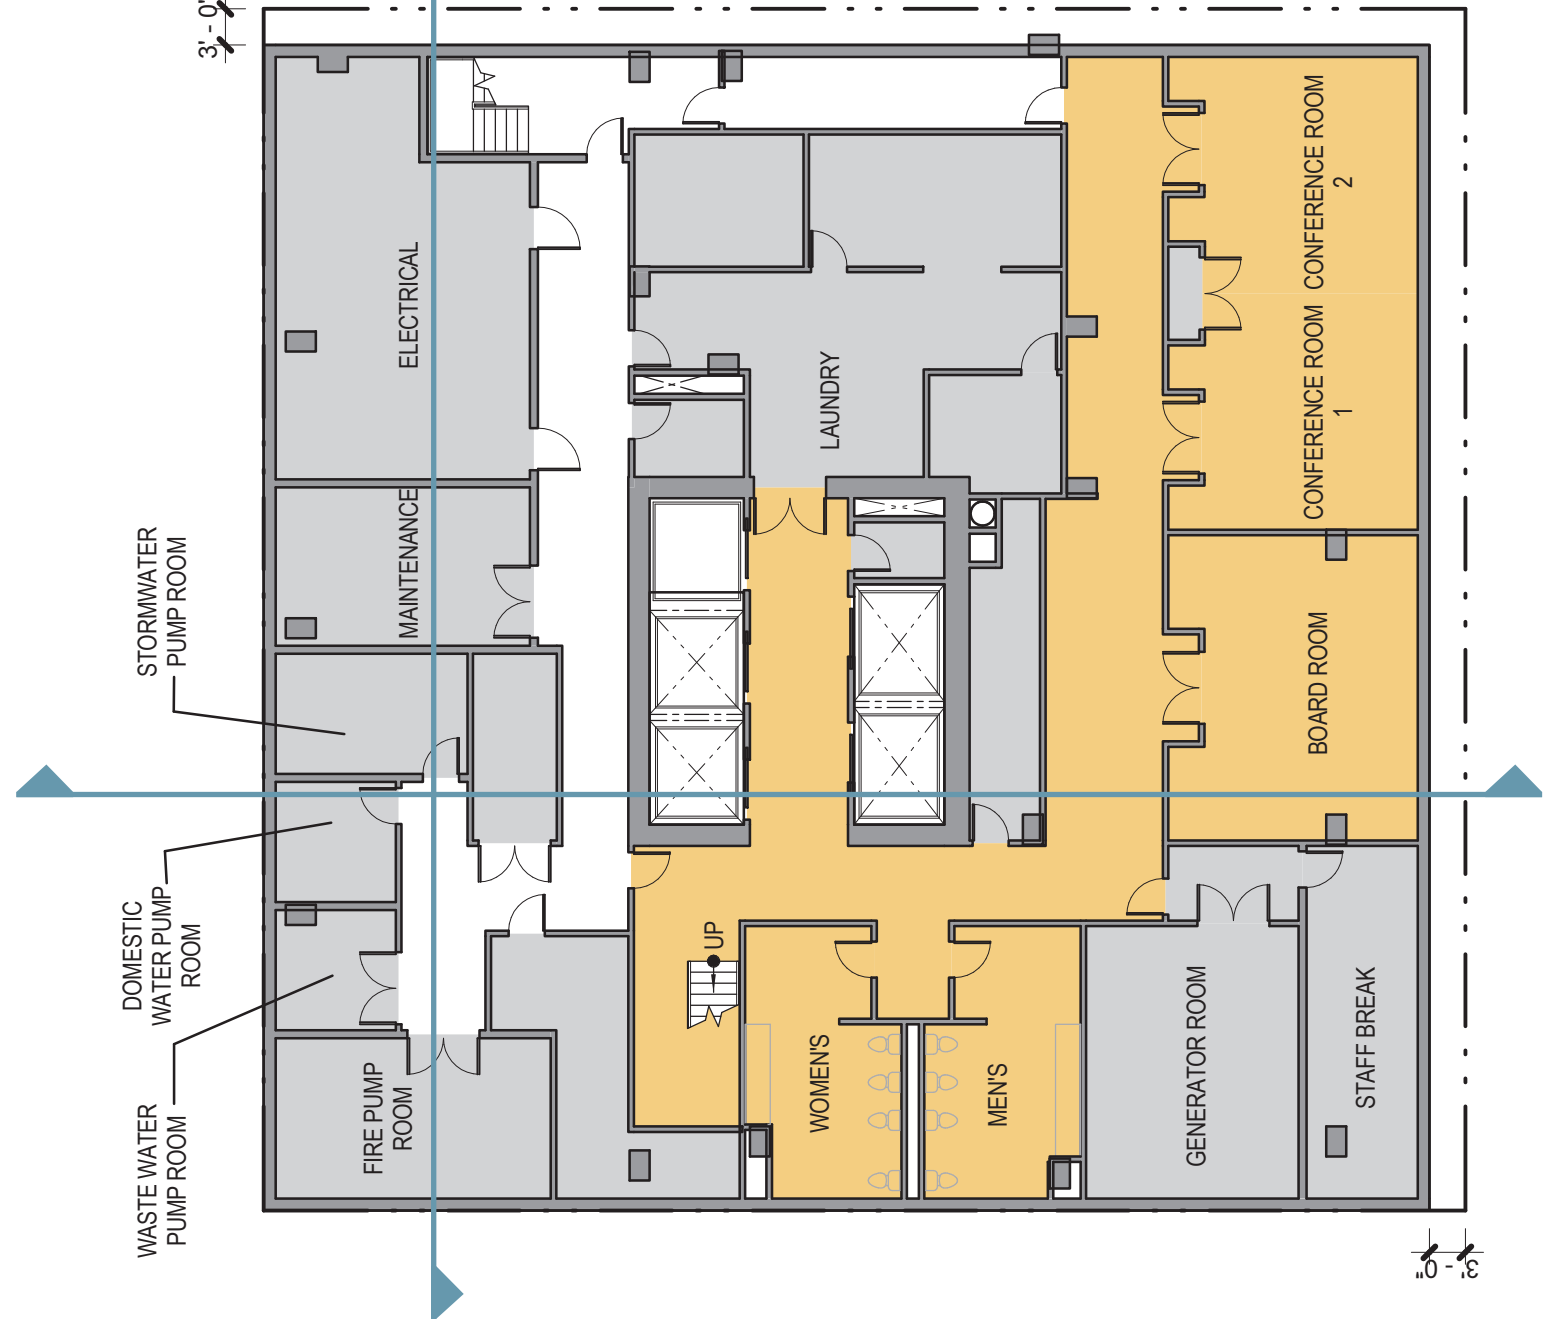 3' - 0"
ELECTRICAL
CONFERENCE ROOM
2
CONFERENCE ROOM
1
LAUNDRY
MAINTENANCE
STORMWATER
PUMP ROOM
BOARD ROOM
DOMESTIC
WATER PUMP
ROOM
UP
WASTE WATER
PUMP ROOM
FIRE PUMP
ROOM
WOMEN'S
MEN'S
GENERATOR ROOM
STAFF BREAK
3' - 0"